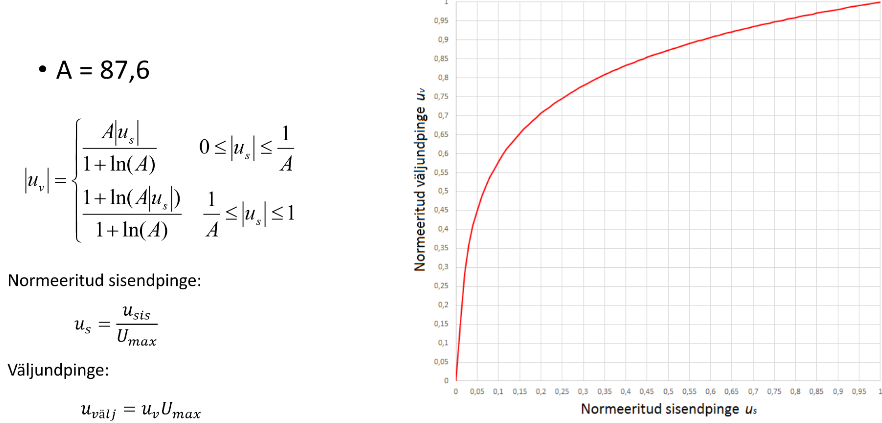 • A = 87,6
|u_v| = { A|u_s| / 1+ln(A)   0 ≤ |u_s| ≤ 1/A
1+ln(A|u_s|) / 1+ln(A)   1/A ≤ |u_s| ≤ 1
Normeeritud sisendpinge:
u_s = u_sis / U_max
Väljundpinge:
u_välj = u_v U_max
Normeeritud väljundpinge u_v
1
0,95
0,9
0,85
0,8
0,75
0,7
0,65
0,6
0,55
0,5
0,45
0,4
0,35
0,3
0,25
0,2
0,15
0,1
0,05
0
0 0,05 0,1 0,15 0,2 0,25 0,3 0,35 0,4 0,45 0,5 0,55 0,6 0,65 0,7 0,75 0,8 0,85 0,9 0,95 1
Normeeritud sisendpinge u_s